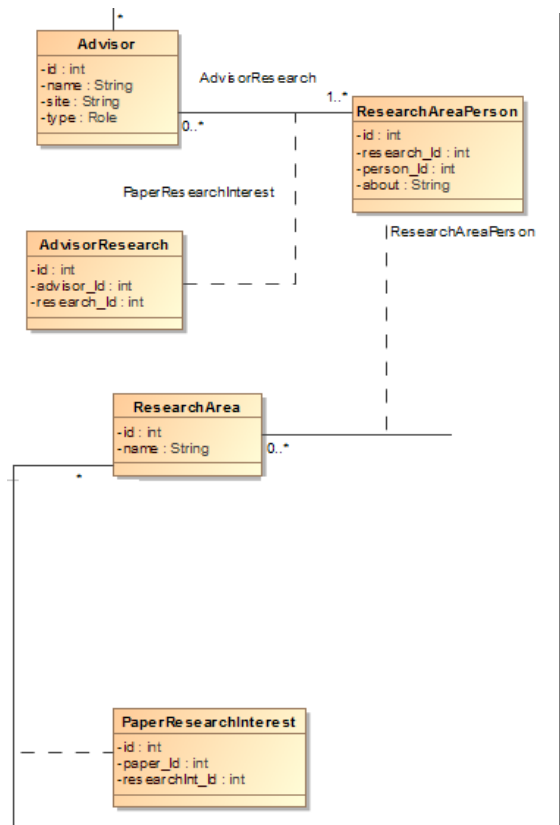 *
Advisor
-id : int
-name : String
-site : String
-type : Role
AdvisorResearch
0..*
1..*
ResearchAreaPerson
-id : int
-research_Id : int
-person_Id : int
-about : String
PaperResearchInterest
AdvisorResearch
-id : int
-advisor_Id : int
-research_Id : int
ResearchAreaPerson
ResearchArea
-id : int
-name : String
0..*
*
PaperResearchInterest
-id : int
-paper_Id : int
-researchInt_Id : int